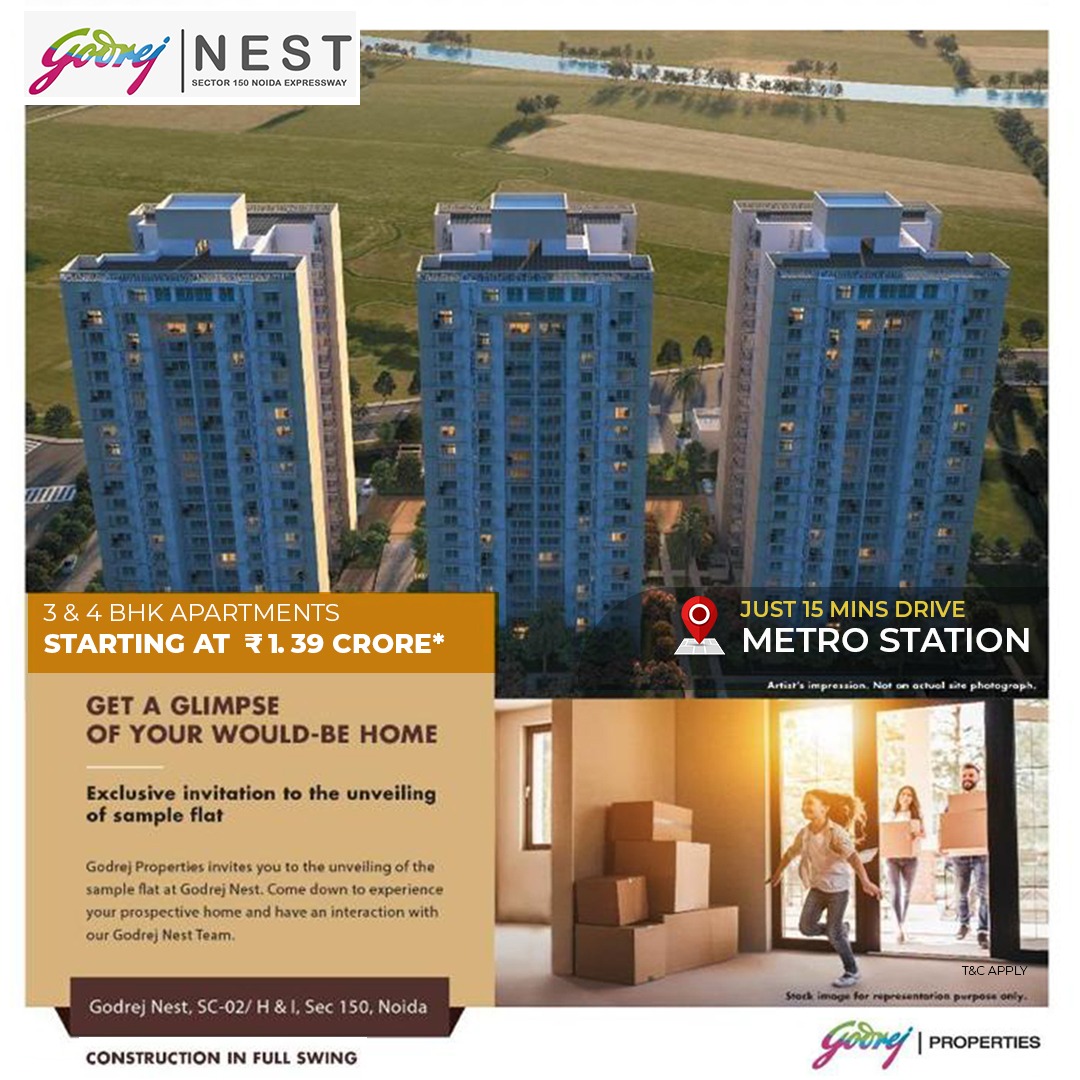 Godrej | NEST
SECTOR 150 NOIDA EXPRESSWAY
3 & 4 BHK APARTMENTS
STARTING AT ₹ 1. 39 CRORE*
JUST 15 MINS DRIVE
METRO STATION
Artist's impression. Not an actual site photograph.
GET A GLIMPSE
OF YOUR WOULD-BE HOME
Exclusive invitation to the unveiling
of sample flat
Godrej Properties invites you to the unveiling of the
sample flat at Godrej Nest. Come down to experience
your prospective home and have an interaction with
our Godrej Nest Team.
T&C APPLY
Stock image for representation purpose only.
Godrej Nest, SC-02/ H & I, Sec 150, Noida
CONSTRUCTION IN FULL SWING
Godrej | PROPERTIES